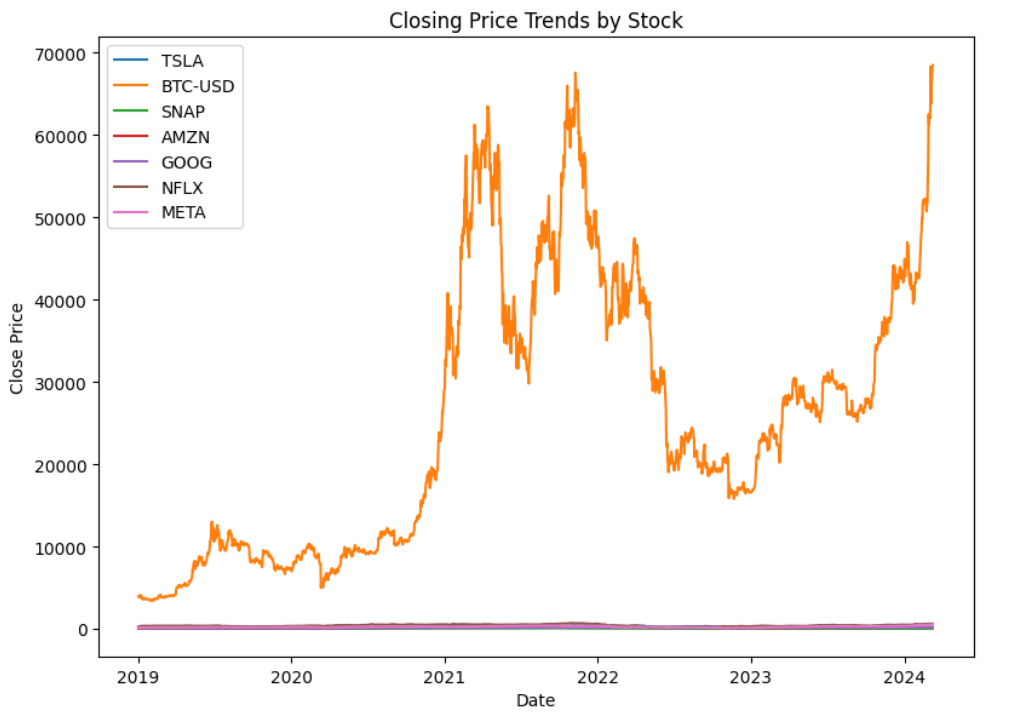 Closing Price Trends by Stock
TSLA
BTC-USD
SNAP
AMZN
GOOG
NFLX
META
70000
60000
50000
40000
30000
20000
10000
0
Close Price
2019 2020 2021 2022 2023 2024
Date